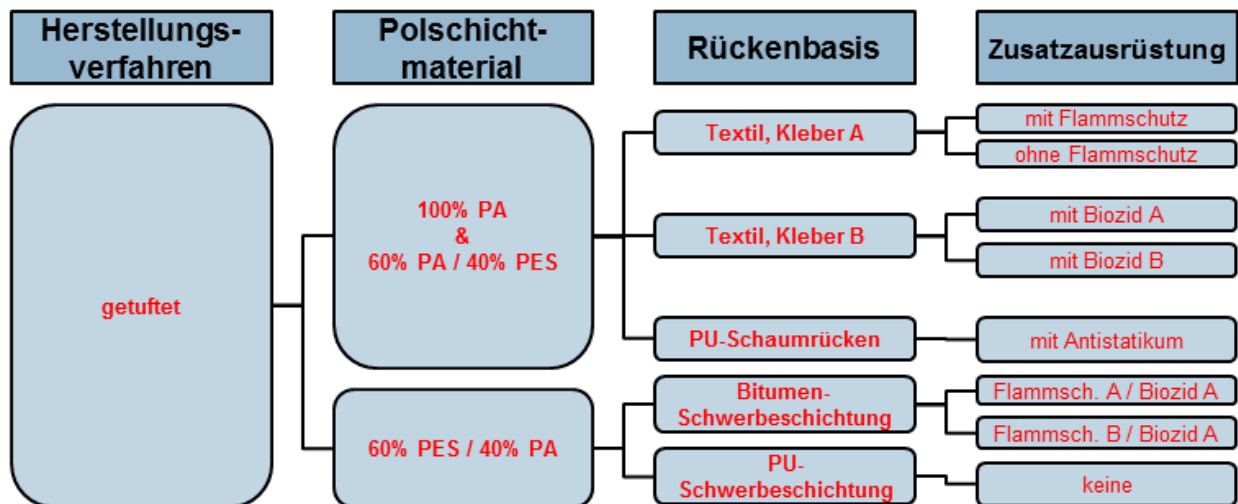 Herstellungs-
verfahren
Polschicht-
material
Rückenbasis
Zusatzausrüstung
getuftet
100% PA
&
60% PA / 40% PES
60% PES / 40% PA
Textil, Kleber A
Textil, Kleber B
PU-Schaumrücken
Bitumen-
Schwerbeschichtung
PU-
Schwerbeschichtung
mit Flammschutz
ohne Flammschutz
mit Biozid A
mit Biozid B
mit Antistatikum
Flammsch. A / Biozid A
Flammsch. B / Biozid A
keine